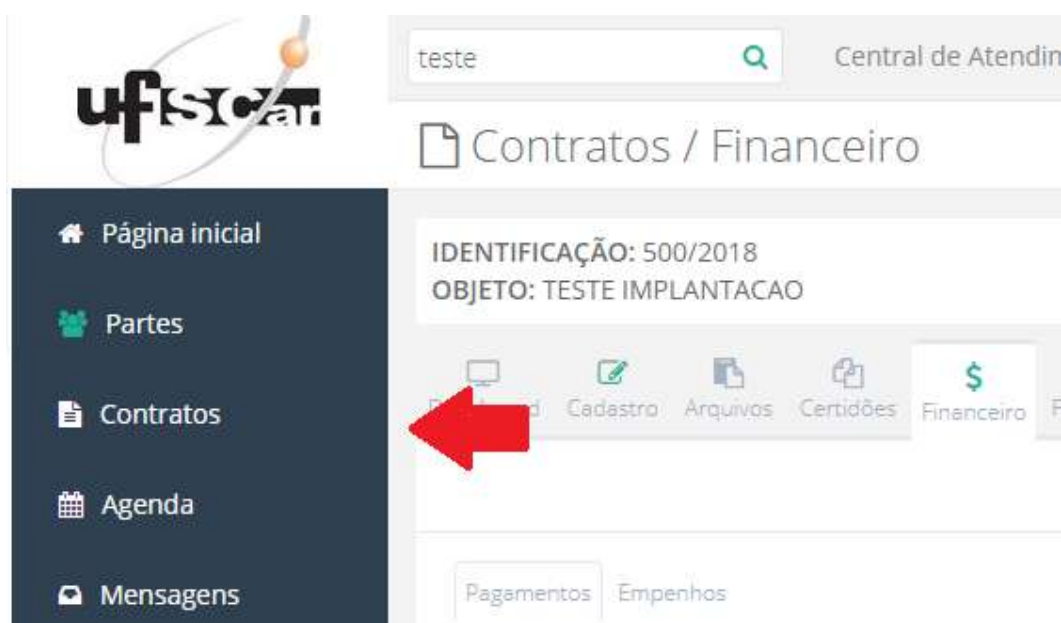 ufscar
teste
Central de
Contratos / Financeiro
Página inicial
Partes
Contratos
Agenda
Mensagens
IDENTIFICAÇÃO: 500/2018
OBJETO: TESTE IMPLANTACAO
Cadastro
Arquivos
Certidões
$
Financeiro
Pagamentos
Empenhos